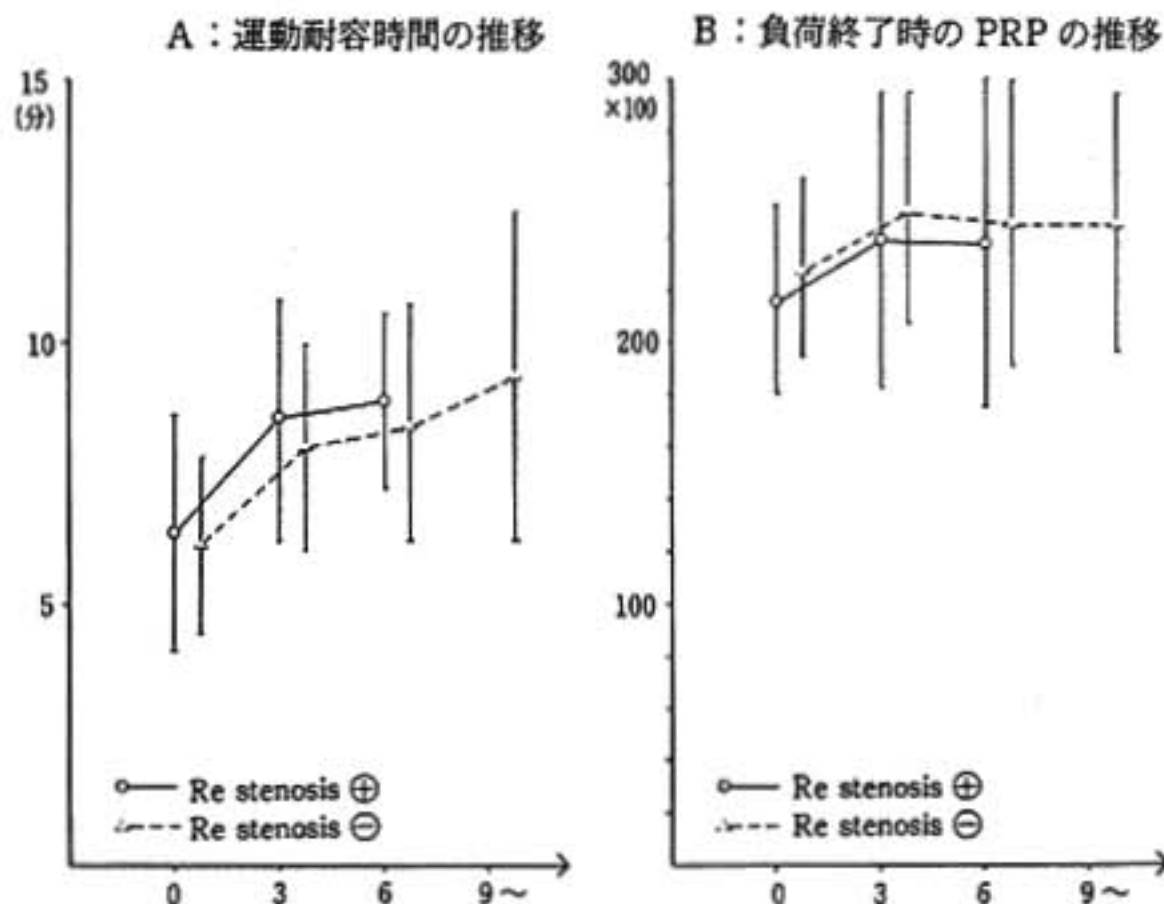 A：運動耐容時間の推移
15
(分)
10
5
Re stenosis ⊕
Re stenosis ⊖
0 3 6 9～
B：負荷終了時の PRP の推移
300
×100
200
100
Re stenosis ⊕
Re stenosis ⊖
0 3 6 9～